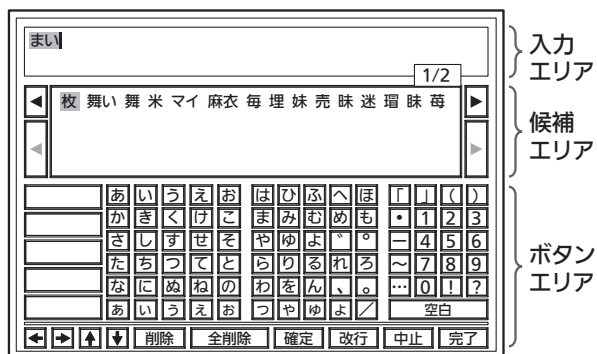 まい
1/2
◀ 枚 舞い 舞 米 マイ 麻衣 毎 埋 妹 売 昧 迷 瑁 眛 苺 ▶
◀ ▶
あ い う え お は ひ ふ へ ほ 「 」 ( )
か き く け こ ま み む め も ・ 1 2 3
さ し す せ そ や ゆ よ ゛ ゜ ー 4 5 6
た ち つ て と ら り る れ ろ ~ 7 8 9
な に ぬ ね の わ を ん 、 。 … 0 ! ?
ぁ ぃ ぅ ぇ ぉ っ ゃ ゅ ょ / 空白
← → ↑ ↓ 削除 全削除 確定 改行 中止 完了
入力
エリア
候補
エリア
ボタン
エリア